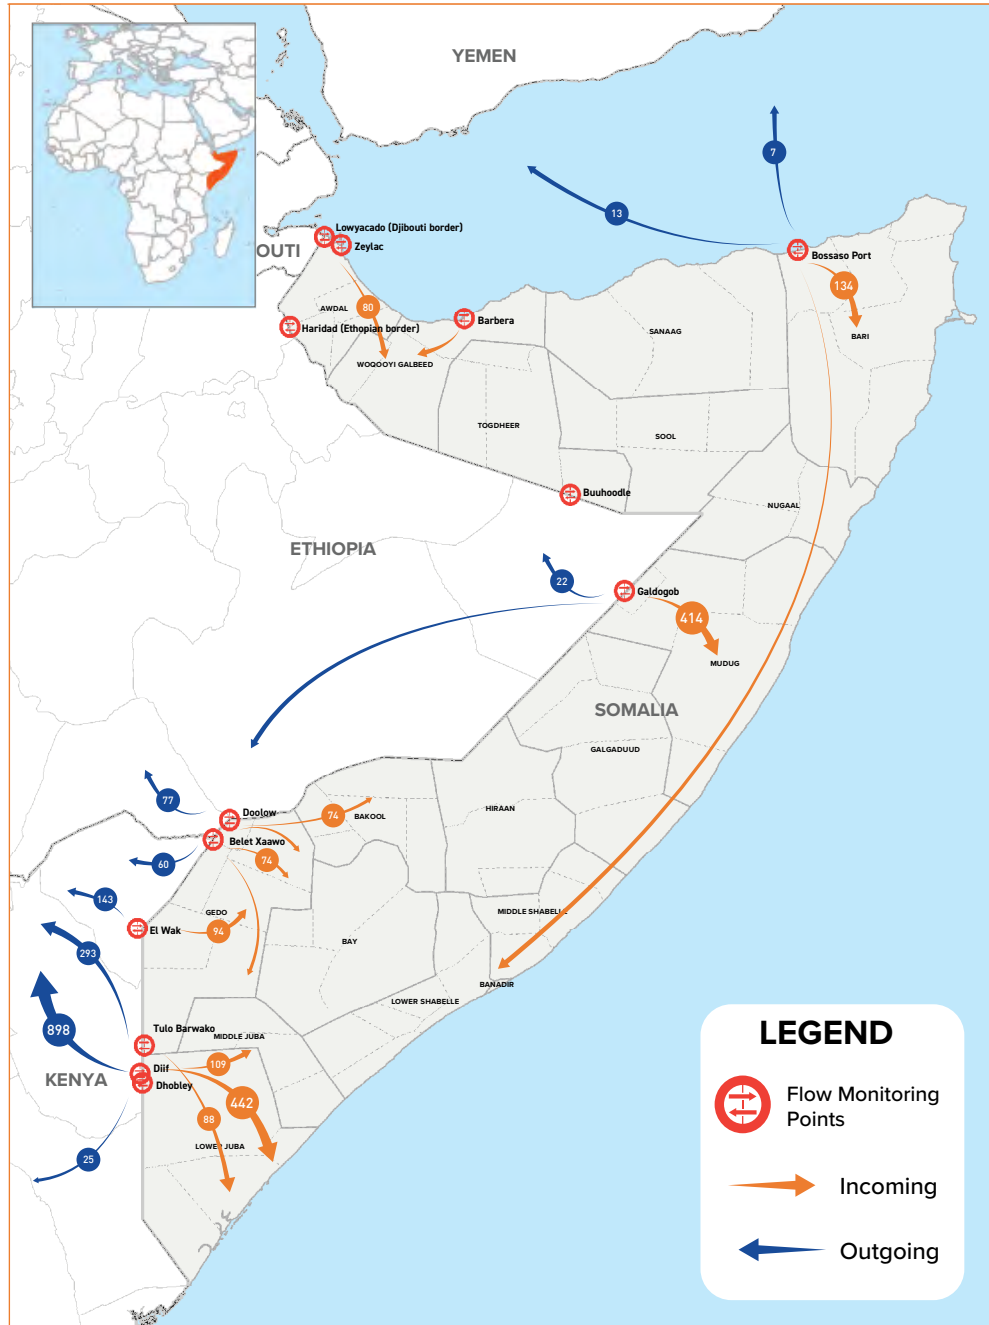 YEMEN
7
13
Lowyacado (Djibouti border)
Zeylac
OUTI
Bossaso Port
134
AWDAL
80
Barbera
Haridad (Ethopian border)
SANAAG
BARI
WOQOOYI GALBEED
TOGDHEER
SOOL
Buuhoodle
NUGAAL
ETHIOPIA
22
Galdogob
414
MUDUG
SOMALIA
GALGADUUD
77
Doolow
74
BAKOOL
HIRAAN
Belet Xaawo
60
74
143
GEDO
MIDDLE SHABELLE
El Wak
94
BAY
293
BANADIR
LOWER SHABELLE
898
Tulo Barwako
MIDDLE JUBA
109
Diif
KENYA
Dhobley
442
88
LOWER JUBA
25
LEGEND
Flow Monitoring
Points
Incoming
Outgoing